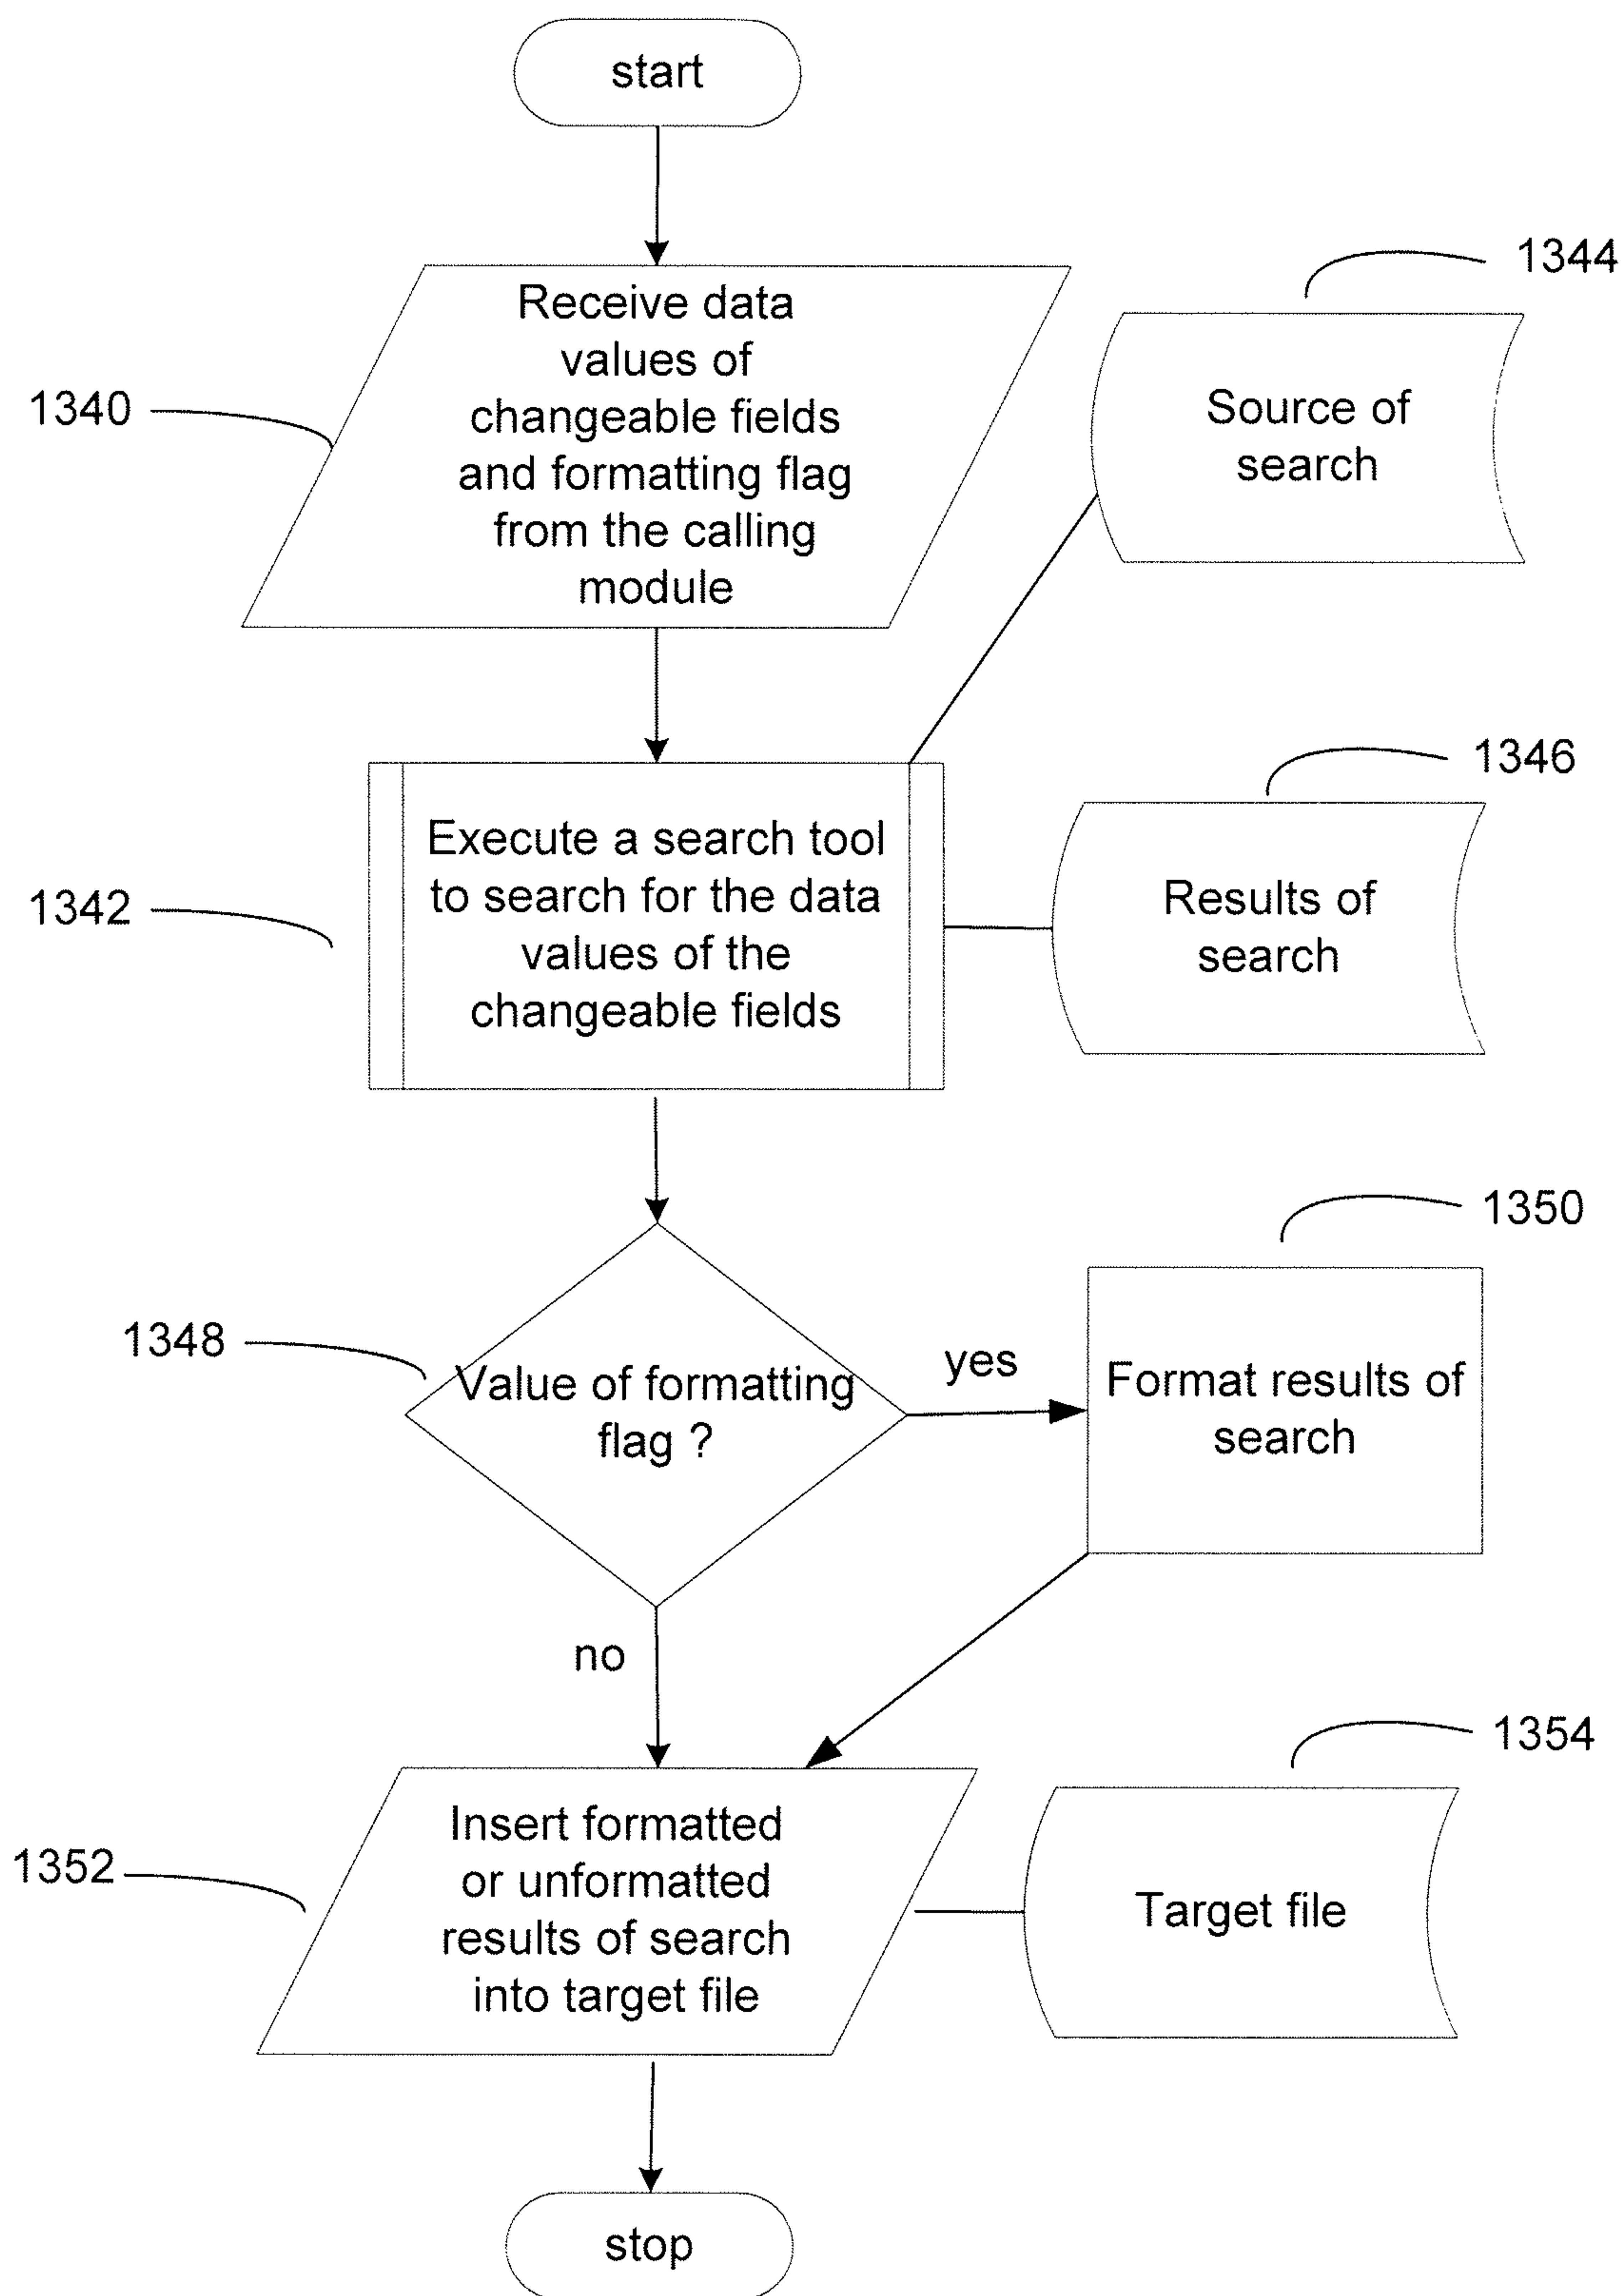 start
1340
Receive data
values of
changeable fields
and formatting flag
from the calling
module
1344
Source of
search
1342
Execute a search tool
to search for the data
values of the
changeable fields
1346
Results of
search
1348
Value of formatting
flag ?
yes
no
1350
Format results of
search
1352
Insert formatted
or unformatted
results of search
into target file
1354
Target file
stop